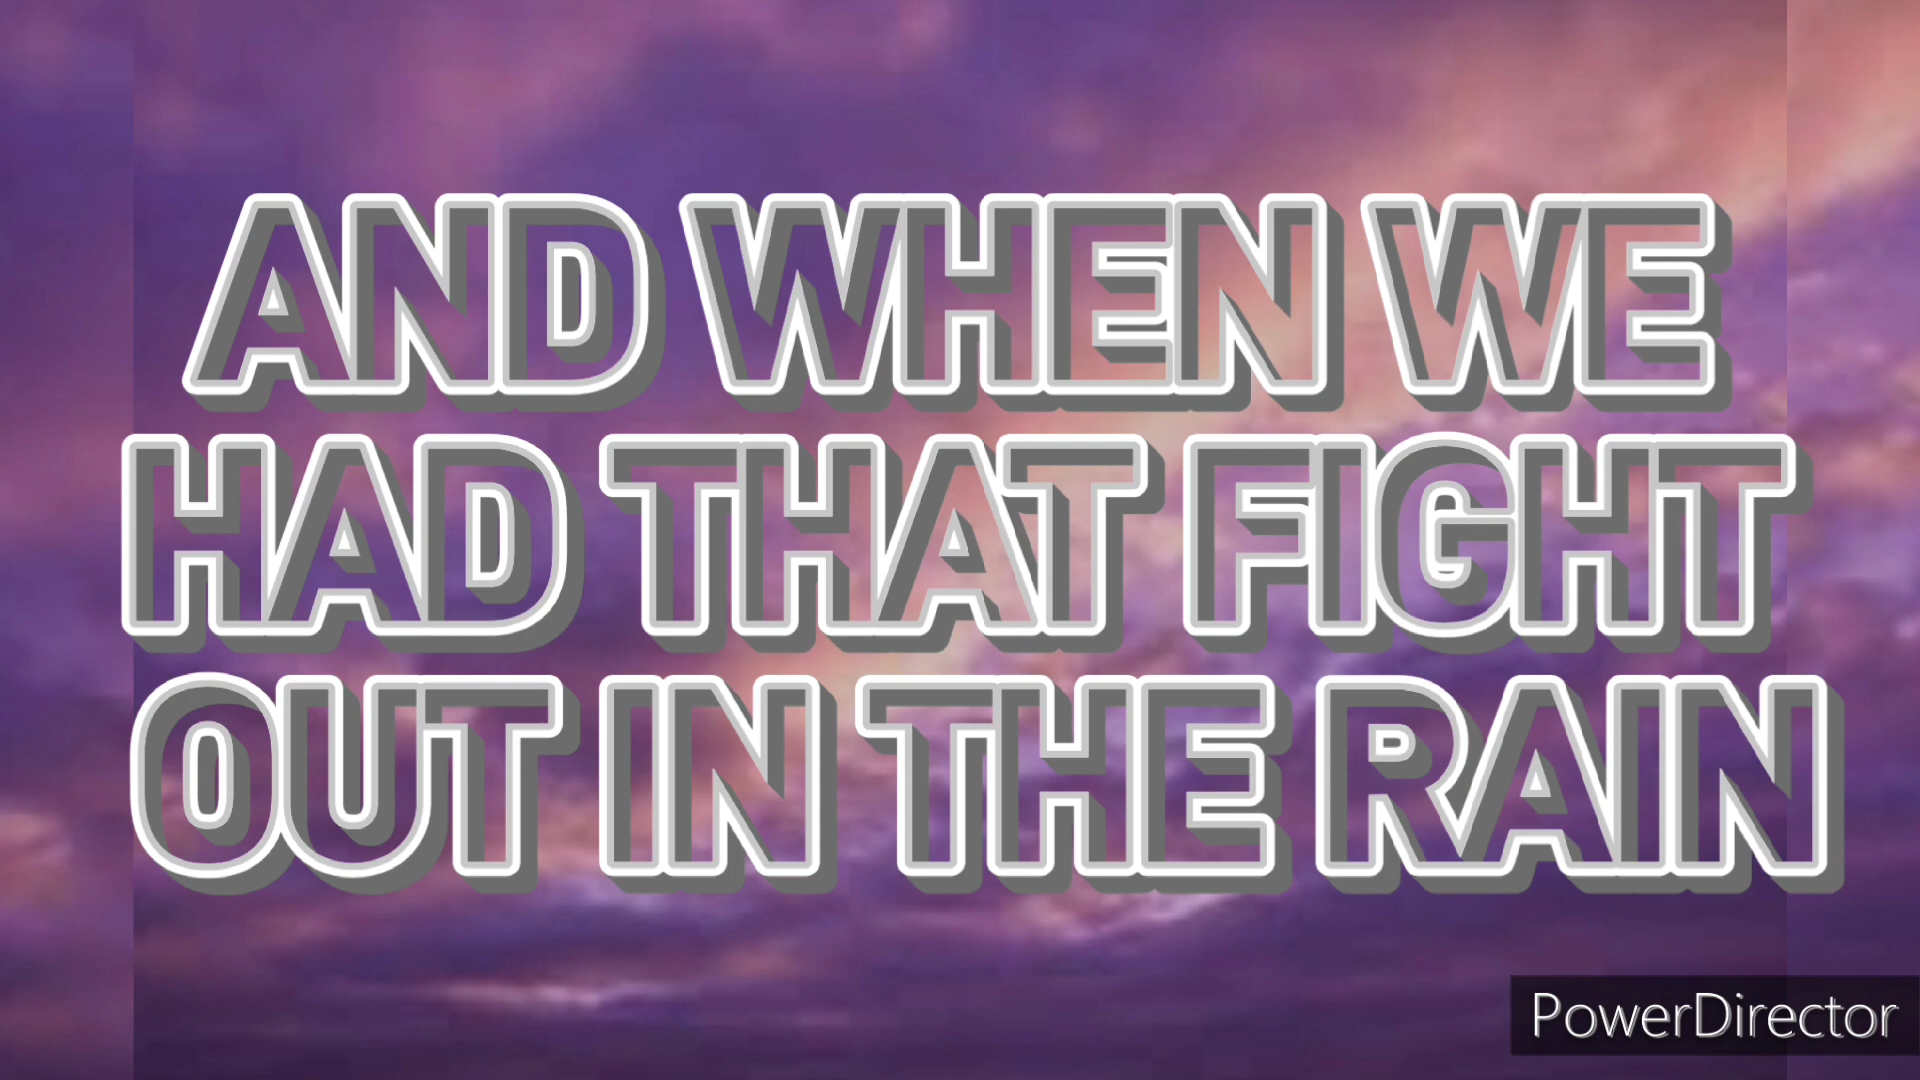 AND WHEN WE
HAD THAT FIGHT
OUT IN THE RAIN
PowerDirector